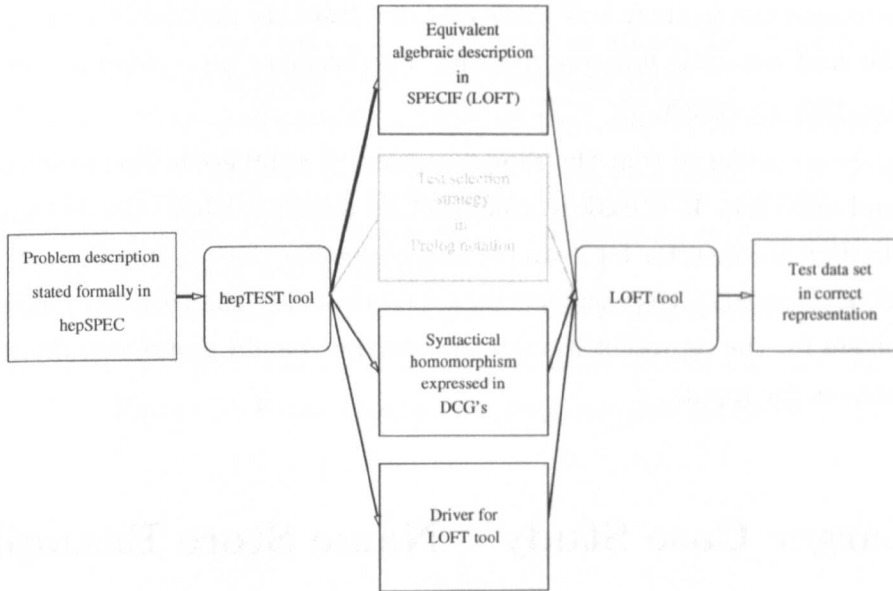 Equivalent
algebraic description
in
SPECIF (LOFT)
Test selection
strategy
in
Prolog notation
Problem description
stated formally in
hepSPEC
hepTEST tool
LOFT tool
Test data set
in correct
representation
Syntactical
homomorphism
expressed in
DCG's
Driver for
LOFT tool